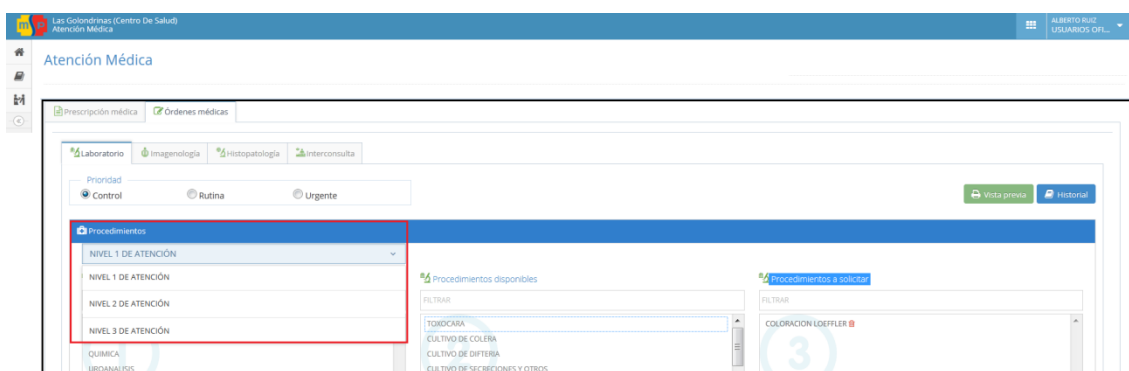 Las Golondrinas (Centro De Salud)
Atención Médica
ALBERTO RUIZ
USUARIOS OFI...
Atención Médica
Prescripción médica
Órdenes médicas
Laboratorio
Imagenología
Histopatología
Interconsulta
Prioridad
Control
Rutina
Urgente
Vista previa
Historial
Procedimientos
NIVEL 1 DE ATENCIÓN
NIVEL 1 DE ATENCIÓN
NIVEL 2 DE ATENCIÓN
NIVEL 3 DE ATENCIÓN
QUIMICA
UROANALISIS
1
Procedimientos disponibles
FILTRAR
TOXOCARA
CULTIVO DE COLERA
CULTIVO DE DIFTERIA
CULTIVO DE SECRECIONES Y OTROS
2
Procedimientos a solicitar
FILTRAR
COLORACION LOEFFLER
3